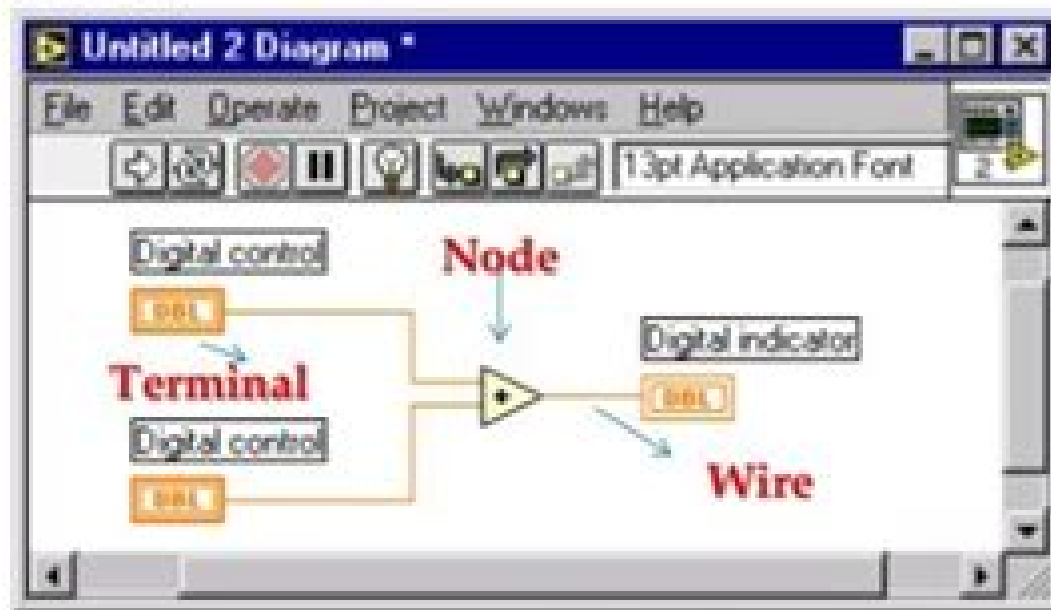 Untitled 2 Diagram *
File Edit Operate Project Windows Help
13pt Application Font
2
Digital control
Node
DBL
Digital indicator
Terminal
DBL
Digital control
Wire
DBL